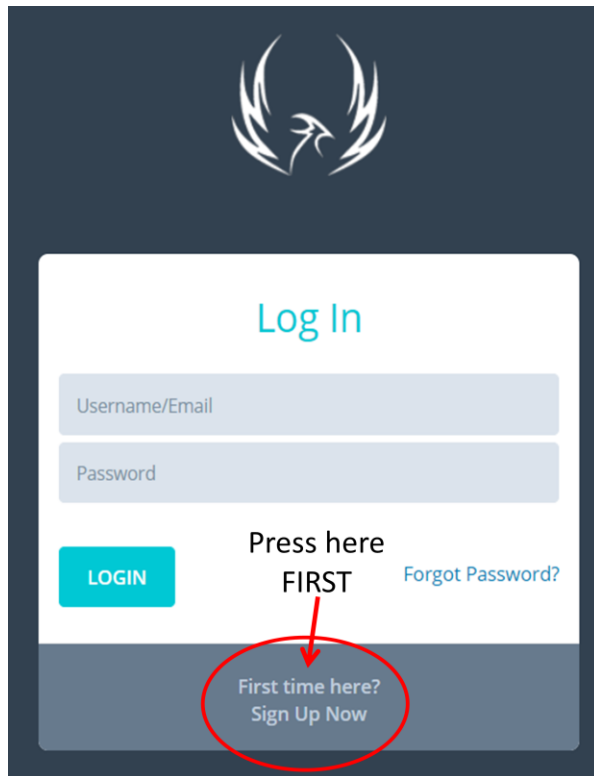 Log In
Username/Email
Password
Press here
FIRST
LOGIN
Forgot Password?
First time here?
Sign Up Now